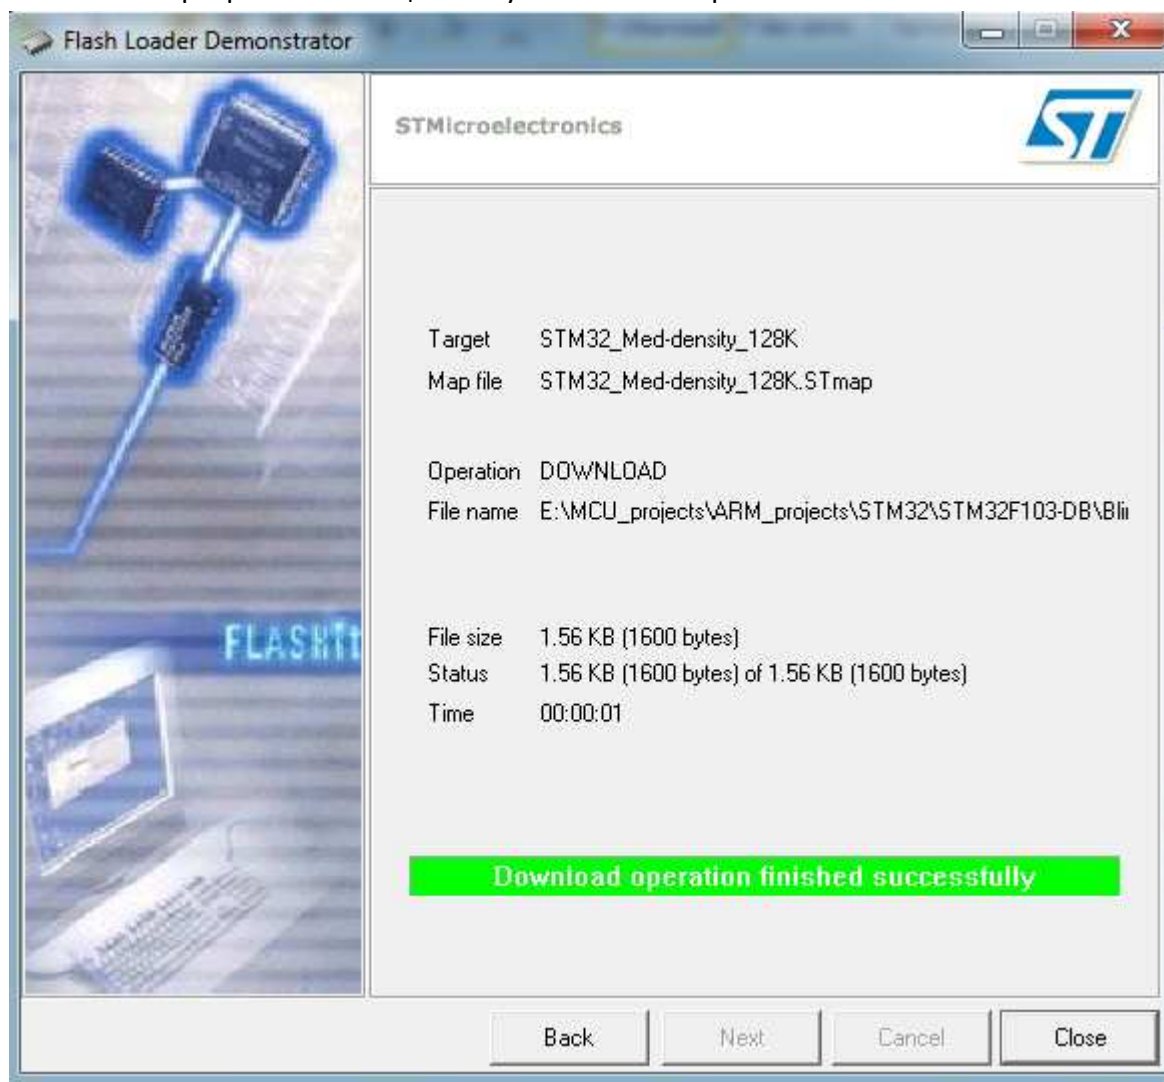 Flash Loader Demonstrator
STMicroelectronics
ST
Target STM32_Med-density_128K
Map file STM32_Med-density_128K.STmap
Operation DOWNLOAD
File name E:\MCU_projects\ARM_projects\STM32\STM32F103-DB\Bli
File size 1.56 KB (1600 bytes)
Status 1.56 KB (1600 bytes) of 1.56 KB (1600 bytes)
Time 00:00:01
FLASHIt
Download operation finished successfully
Back Next Cancel Close